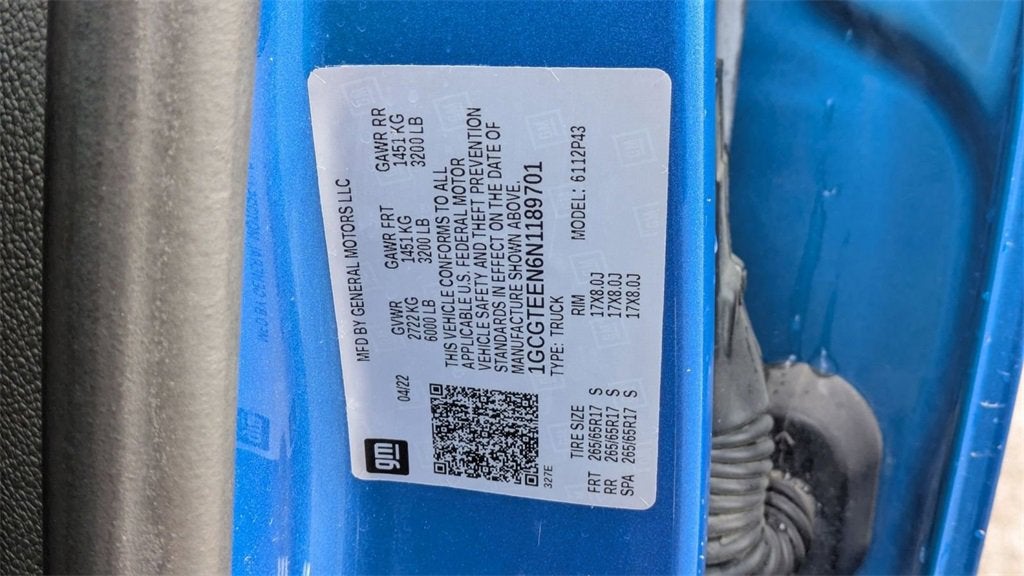 gm
MFD BY GENERAL MOTORS LLC
04/22
GVWR GAWR FRT GAWR RR
2722 KG 1451 KG 1451 KG
6000 LB 3200 LB 3200 LB
THIS VEHICLE CONFORMS TO ALL
APPLICABLE U.S. FEDERAL MOTOR
VEHICLE SAFETY AND THEFT PREVENTION
STANDARDS IN EFFECT ON THE DATE OF
MANUFACTURE SHOWN ABOVE.
1GCGTEEN6N1189701
TYPE: TRUCK MODEL: 6112P43
327E
TIRE SIZE RIM
FRT 265/65R17 S 17X8.0J
RR 265/65R17 S 17X8.0J
SPA 265/65R17 S 17X8.0J